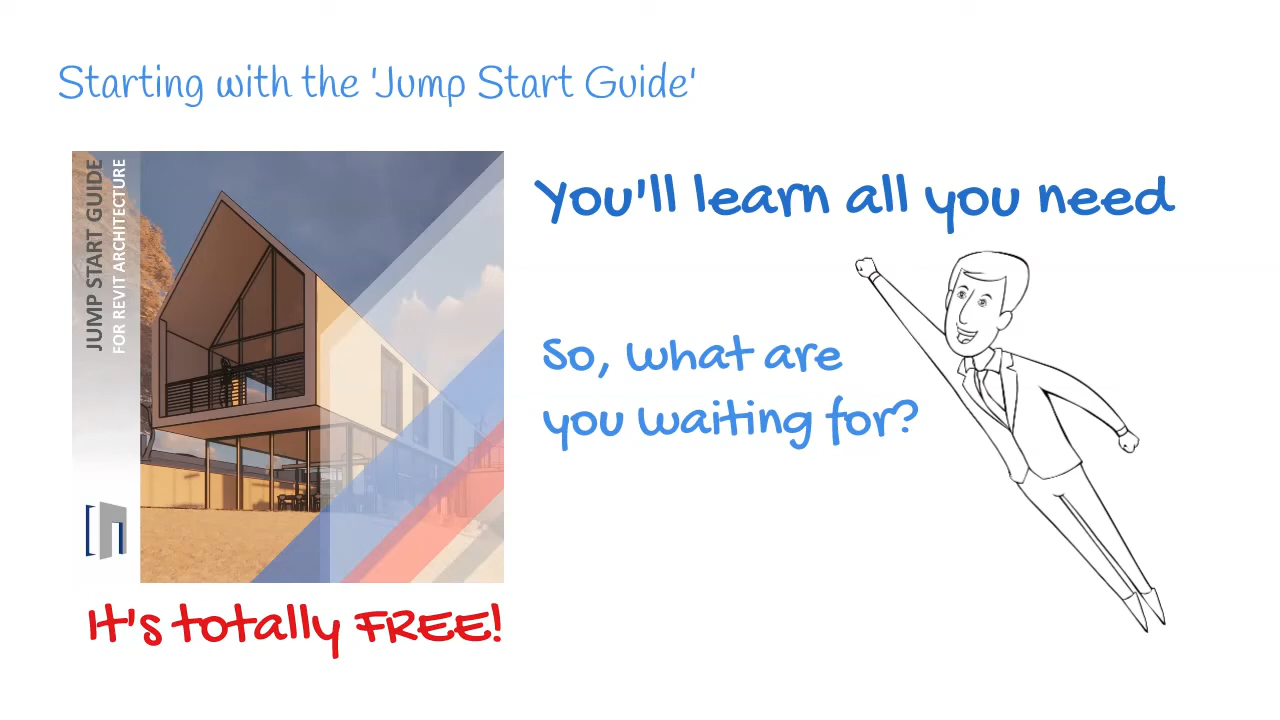 Starting with the 'Jump Start Guide'
JUMP START GUIDE
FOR REVIT ARCHITECTURE
You'll learn all you need
So, what are
you waiting for?
It's totally FREE!